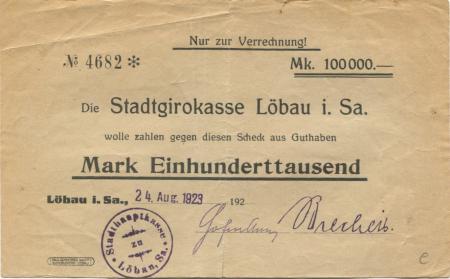 Nur zur Verrechnung!
№ 4682 * Mk. 100000.—
Die Stadtgirokasse Löbau i. Sa.
wolle zahlen gegen diesen Scheck aus Guthaben
Mark Einhunderttausend
Löbau i. Sa., 24. Aug. 1923 192
Stadthauptkasse
zu
Löbau, Sa.